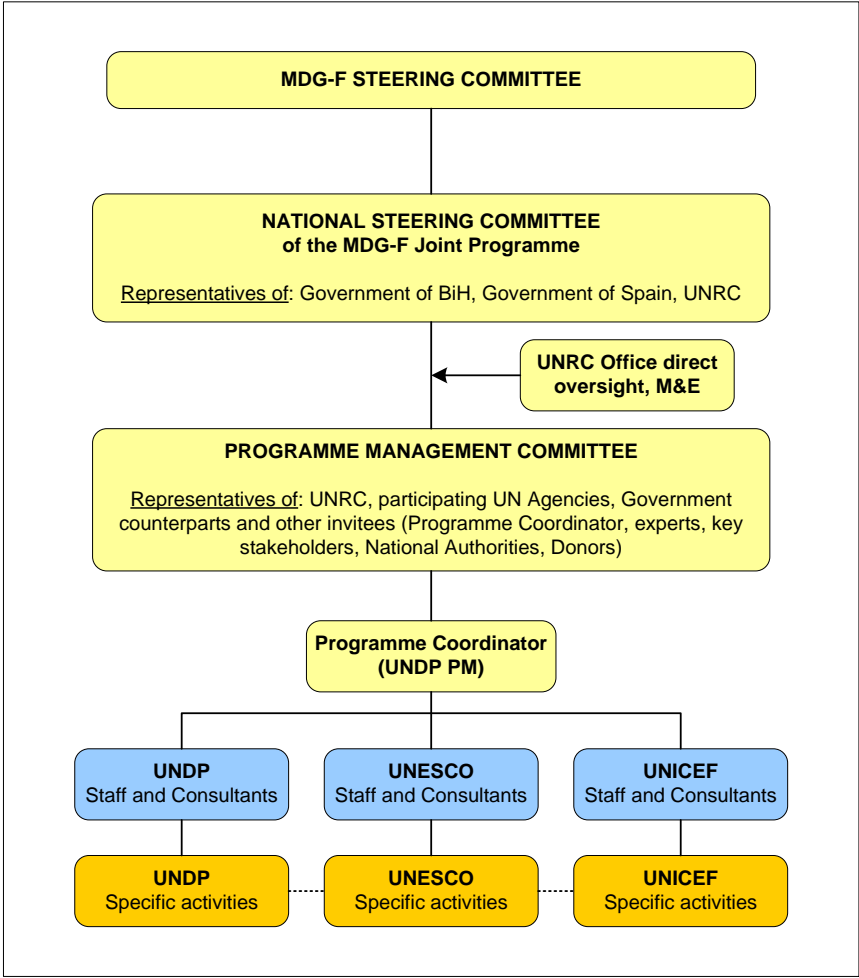 MDG-F STEERING COMMITTEE
NATIONAL STEERING COMMITTEE
of the MDG-F Joint Programme
Representatives of: Government of BiH, Government of Spain, UNRC
UNRC Office direct
oversight, M&E
PROGRAMME MANAGEMENT COMMITTEE
Representatives of: UNRC, participating UN Agencies, Government
counterparts and other invitees (Programme Coordinator, experts, key
stakeholders, National Authorities, Donors)
Programme Coordinator
(UNDP PM)
UNDP
Staff and Consultants
UNESCO
Staff and Consultants
UNICEF
Staff and Consultants
UNDP
Specific activities
UNESCO
Specific activities
UNICEF
Specific activities